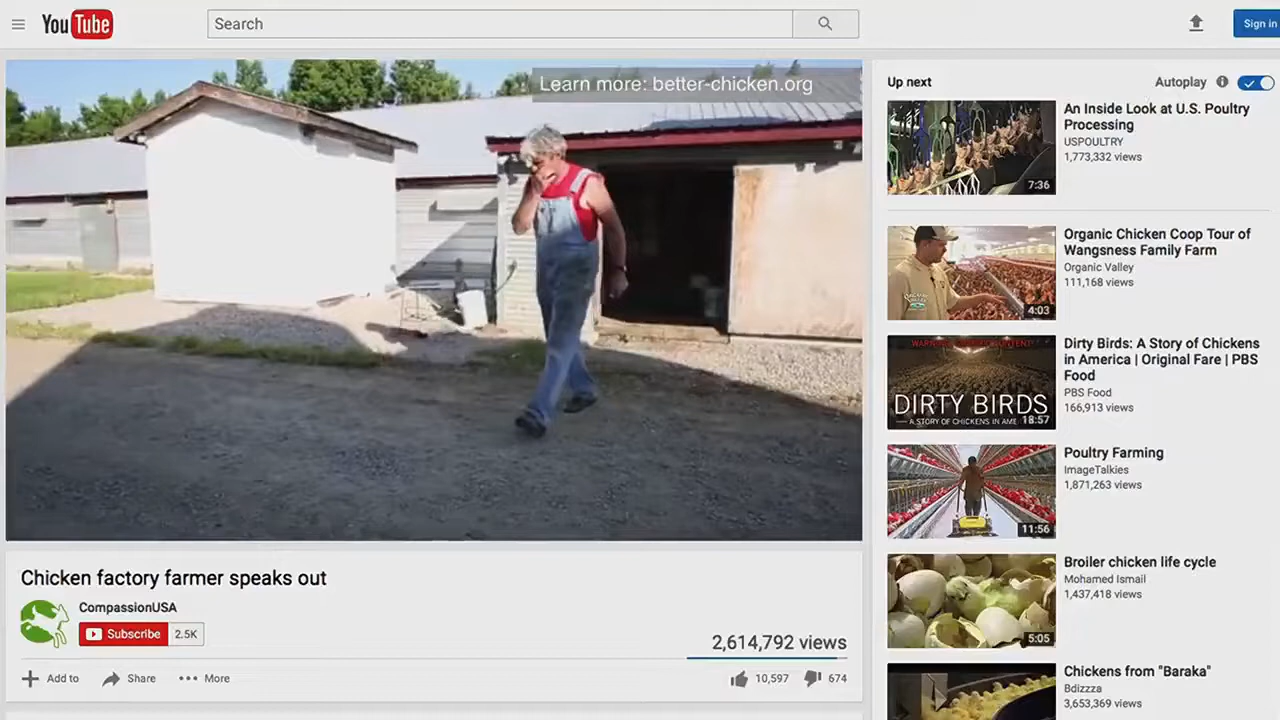 YouTube
Search
Sign in
Learn more: better-chicken.org
Up next
Autoplay
An Inside Look at U.S. Poultry
Processing
USPOULTRY
1,773,332 views
7:36
Organic Chicken Coop Tour of
Wangsness Family Farm
Organic Valley
111,168 views
4:03
Dirty Birds: A Story of Chickens
in America | Original Fare | PBS
Food
PBS Food
166,913 views
DIRTY BIRDS
A STORY OF CHICKENS IN AME
18:57
Poultry Farming
ImageTalkies
1,871,263 views
11:56
Broiler chicken life cycle
Mohamed Ismail
1,437,418 views
5:05
Chickens from "Baraka"
Bdizzza
3,653,369 views
Chicken factory farmer speaks out
CompassionUSA
Subscribe 2.5K
2,614,792 views
Add to Share More
10,597 674